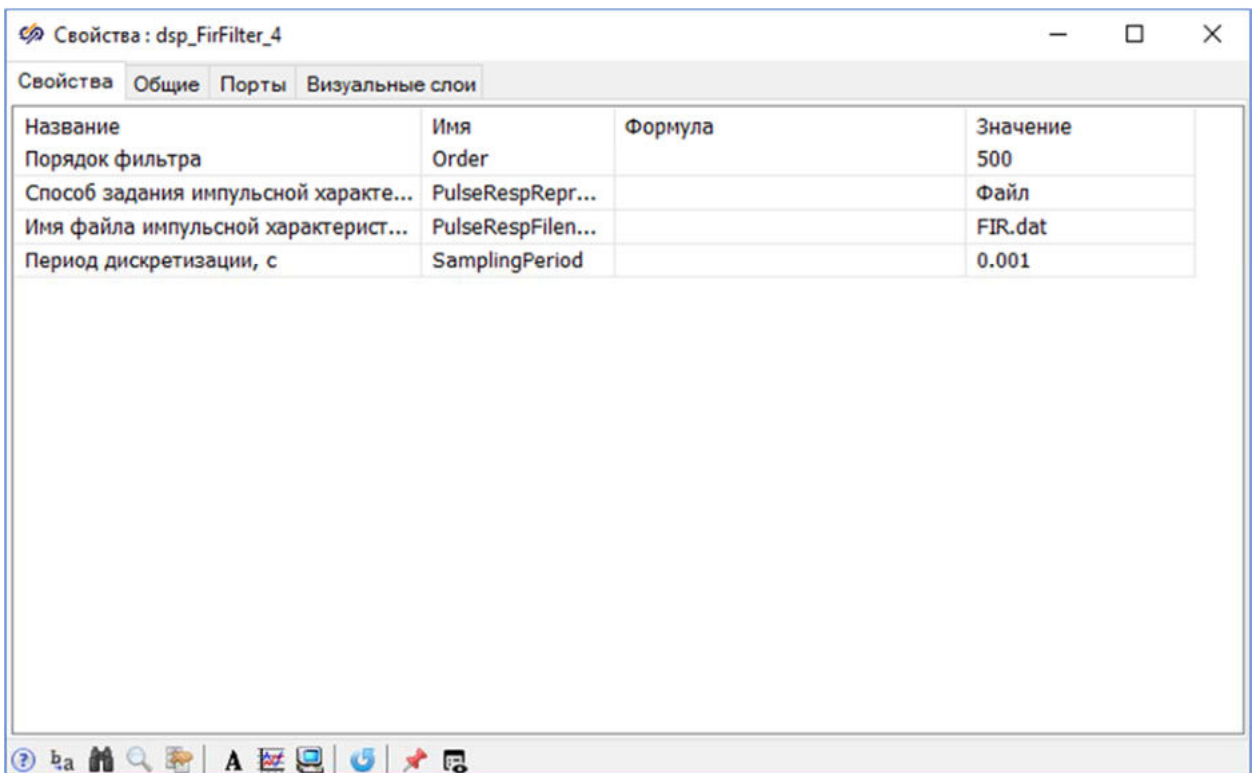 Свойства : dsp_FirFilter_4
Свойства Общие Порты Визуальные слои
Название Имя Формула Значение
Порядок фильтра Order 500
Способ задания импульсной характе... PulseRespRepr... Файл
Имя файла импульсной характерист... PulseRespFilen... FIR.dat
Период дискретизации, с SamplingPeriod 0.001